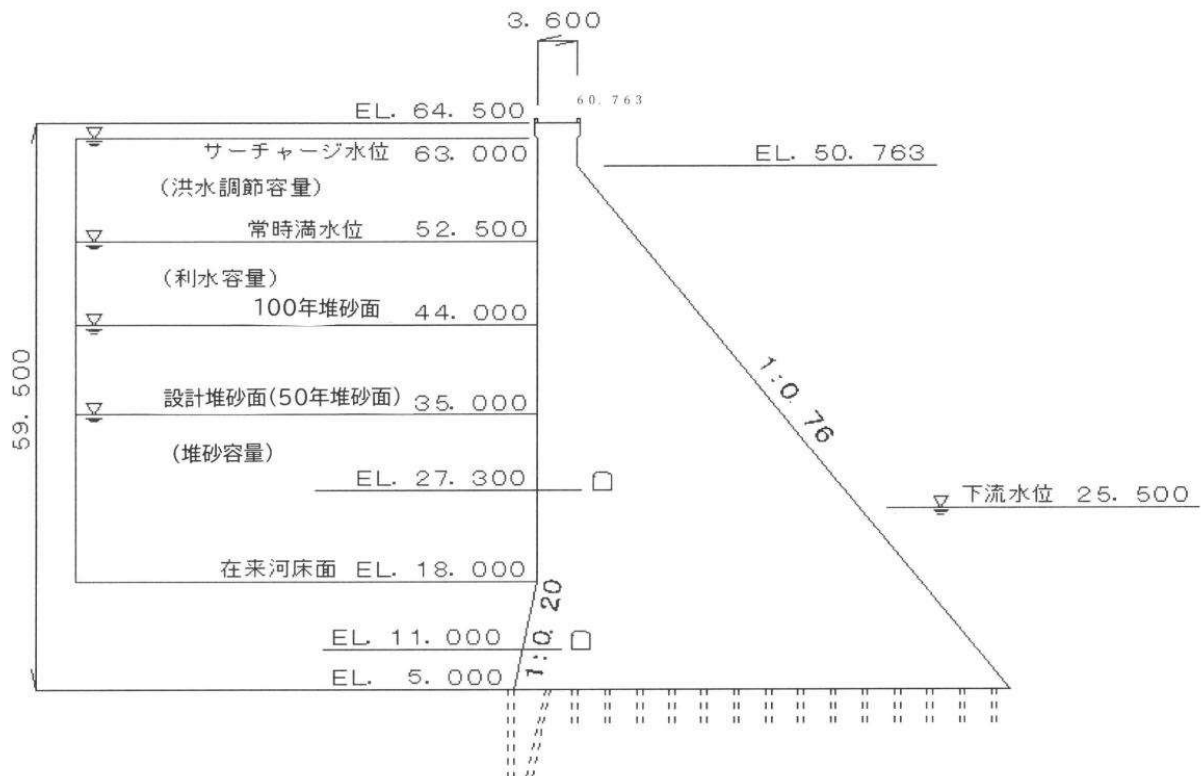 3. 600
60. 763
EL. 64. 500
サーチャージ水位 63. 000
EL. 50. 763
(洪水調節容量)
常時満水位 52. 500
(利水容量)
100年堆砂面 44. 000
59. 500
1:0. 76
設計堆砂面(50年堆砂面) 35. 000
(堆砂容量)
EL. 27. 300
下流水位 25. 500
在来河床面 EL. 18. 000
1:0. 20
EL. 11. 000
EL. 5. 000